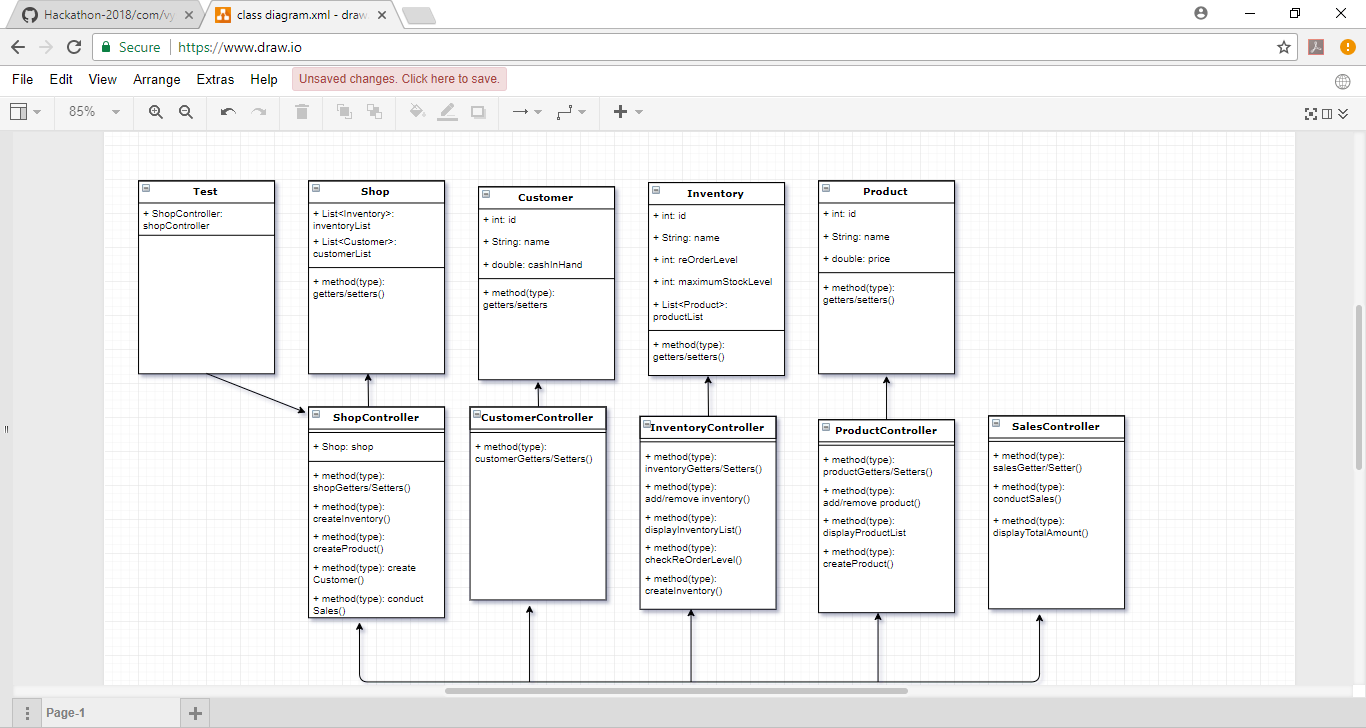 Hackathon-2018/com/vy
class diagram.xml - draw
Secure
https://www.draw.io
File Edit View Arrange Extras Help
Unsaved changes. Click here to save.
85%
Test
+ ShopController:
shopController
Shop
+ List<Inventory>:
inventoryList
+ List<Customer>:
customerList
+ method(type):
getters/setters()
Customer
+ int: id
+ String: name
+ double: cashInHand
+ method(type):
getters/setters
Inventory
+ int: id
+ String: name
+ int: reOrderLevel
+ int: maximumStockLevel
+ List<Product>:
productList
+ method(type):
getters/setters()
Product
+ int: id
+ String: name
+ double: price
+ method(type):
getters/setters()
ShopController
+ Shop: shop
+ method(type):
shopGetters/Setters()
+ method(type):
createInventory()
+ method(type):
createProduct()
+ method(type): create
Customer()
+ method(type): conduct
Sales()
CustomerController
+ method(type):
customerGetters/Setters()
InventoryController
+ method(type):
inventoryGetters/Setters()
+ method(type):
add/remove inventory()
+ method(type):
displayInventoryList()
+ method(type):
checkReOrderLevel()
+ method(type):
createInventory()
ProductController
+ method(type):
productGetters/Setters()
+ method(type):
add/remove product()
+ method(type):
displayProductList
+ method(type):
createProduct()
SalesController
+ method(type):
salesGetter/Setter()
+ method(type):
conductSales()
+ method(type):
displayTotalAmount()
Page-1